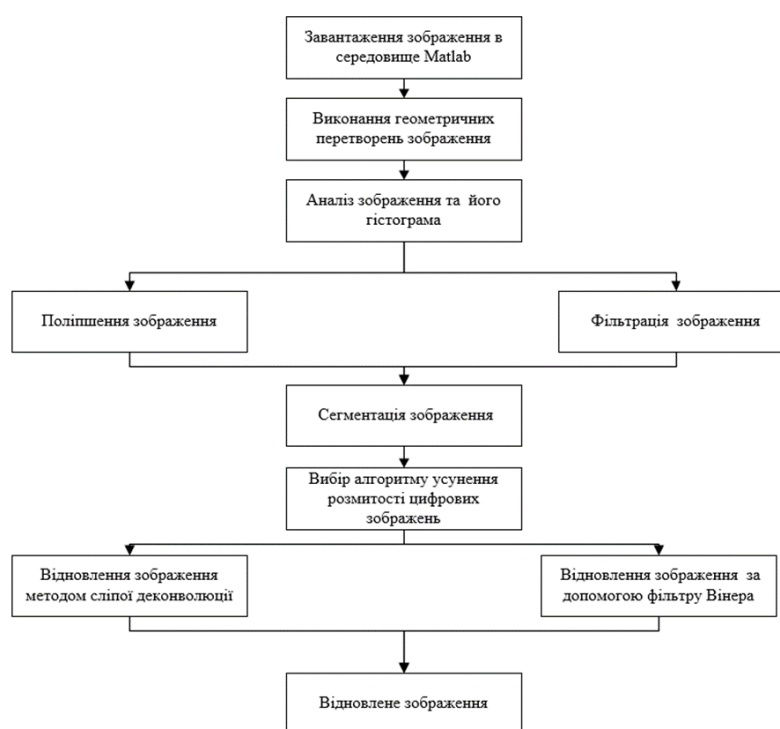 Завантаження зображення в
середовище Matlab
Виконання геометричних
перетворень зображення
Аналіз зображення та його
гістограма
Поліпшення зображення
Фільтрація зображення
Сегментація зображення
Вибір алгоритму усунення
розмитості цифрових
зображень
Відновлення зображення
методом сліпої деконволюції
Відновлення зображення за
допомогою фільтру Вінера
Відновлене зображення